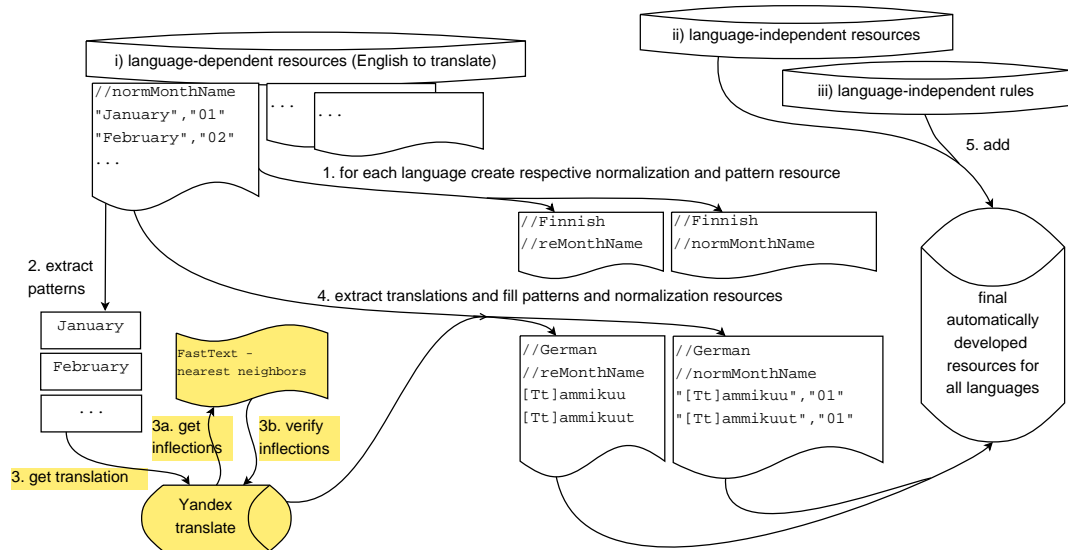 ii) language-independent resources
i) language-dependent resources (English to translate)
iii) language-independent rules
//normMonthName
"January","01"
"February","02"
...
...
...
5. add
1. for each language create respective normalization and pattern resource
//Finnish
//reMonthName
//Finnish
//normMonthName
2. extract
patterns
4. extract translations and fill patterns and normalization resources
January
February
...
FastText -
nearest neighbors
//German
//reMonthName
[Tt]ammikuu
[Tt]ammikuut
//German
//normMonthName
"[Tt]ammikuu","01"
"[Tt]ammikuut","01"
final
automatically
developed
resources for
all languages
3a. get
inflections
3b. verify
inflections
3. get translation
Yandex
translate